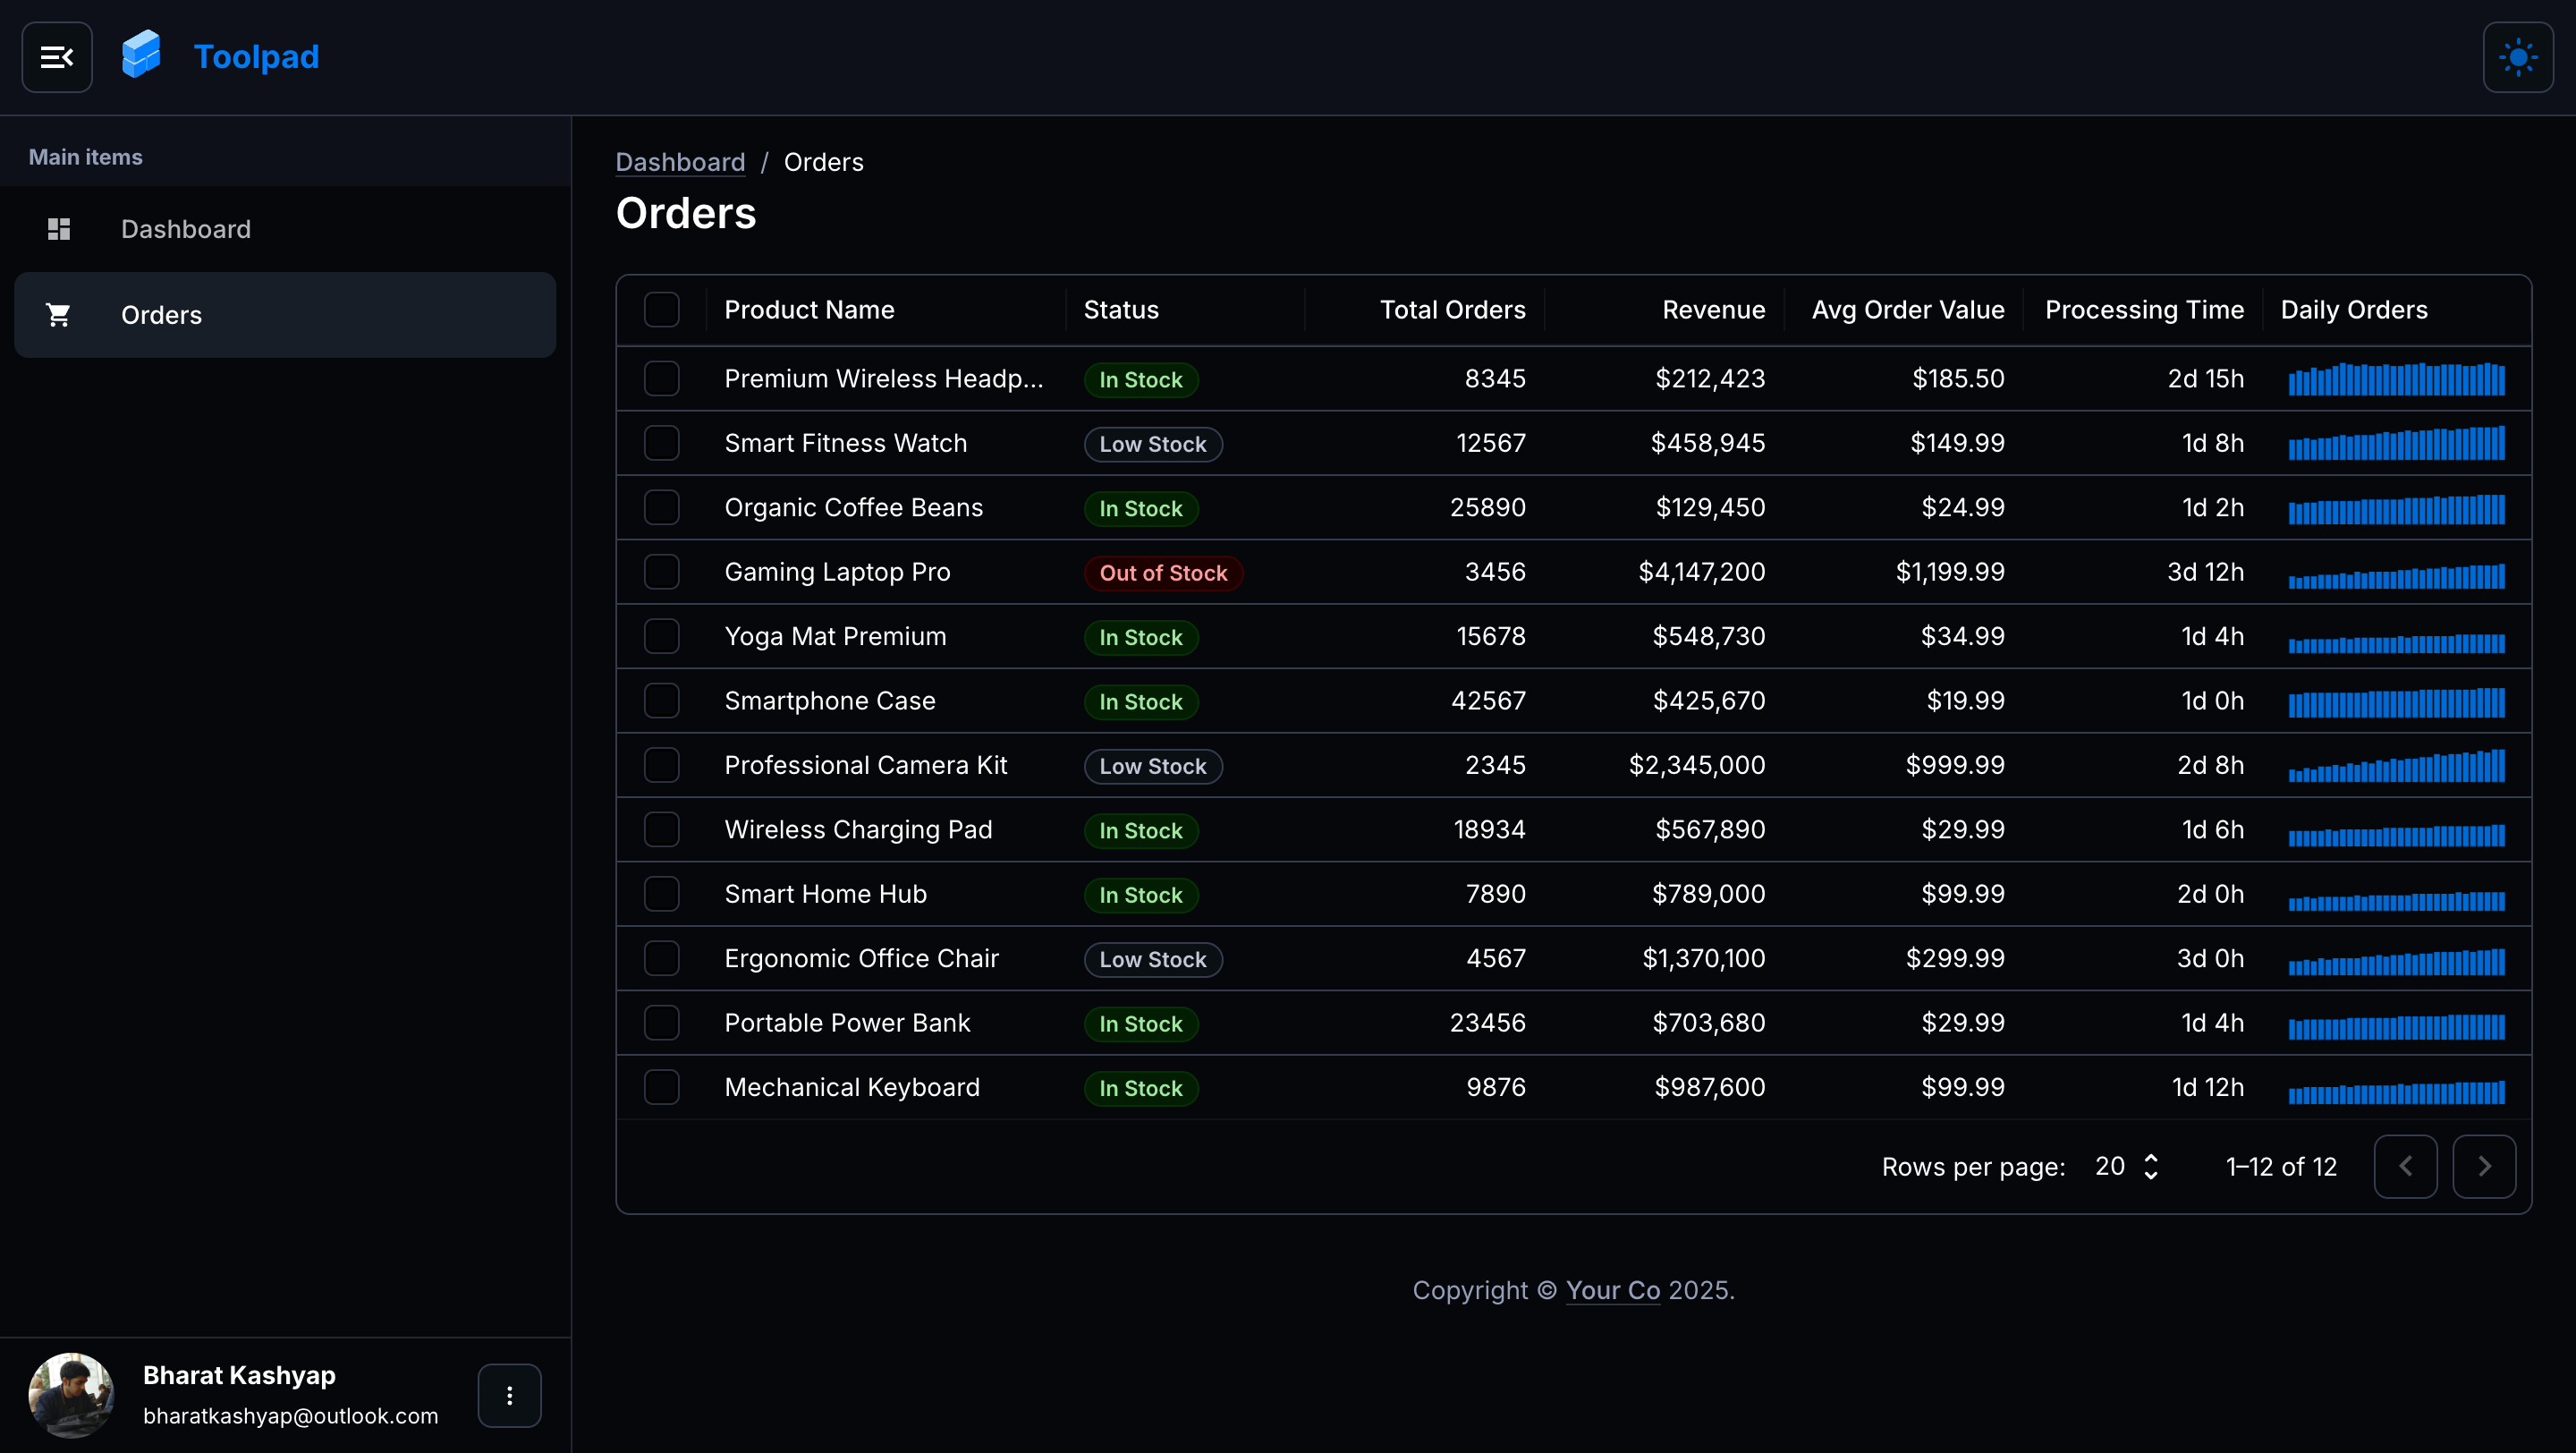 Toolpad
Main items
Dashboard
Orders
Dashboard / Orders
Orders
Product Name Status Total Orders Revenue Avg Order Value Processing Time Daily Orders
Premium Wireless Headp... In Stock 8345 $212,423 $185.50 2d 15h
Smart Fitness Watch Low Stock 12567 $458,945 $149.99 1d 8h
Organic Coffee Beans In Stock 25890 $129,450 $24.99 1d 2h
Gaming Laptop Pro Out of Stock 3456 $4,147,200 $1,199.99 3d 12h
Yoga Mat Premium In Stock 15678 $548,730 $34.99 1d 4h
Smartphone Case In Stock 42567 $425,670 $19.99 1d 0h
Professional Camera Kit Low Stock 2345 $2,345,000 $999.99 2d 8h
Wireless Charging Pad In Stock 18934 $567,890 $29.99 1d 6h
Smart Home Hub In Stock 7890 $789,000 $99.99 2d 0h
Ergonomic Office Chair Low Stock 4567 $1,370,100 $299.99 3d 0h
Portable Power Bank In Stock 23456 $703,680 $29.99 1d 4h
Mechanical Keyboard In Stock 9876 $987,600 $99.99 1d 12h
Rows per page: 20 1–12 of 12
Copyright © Your Co 2025.
Bharat Kashyap
bharatkashyap@outlook.com